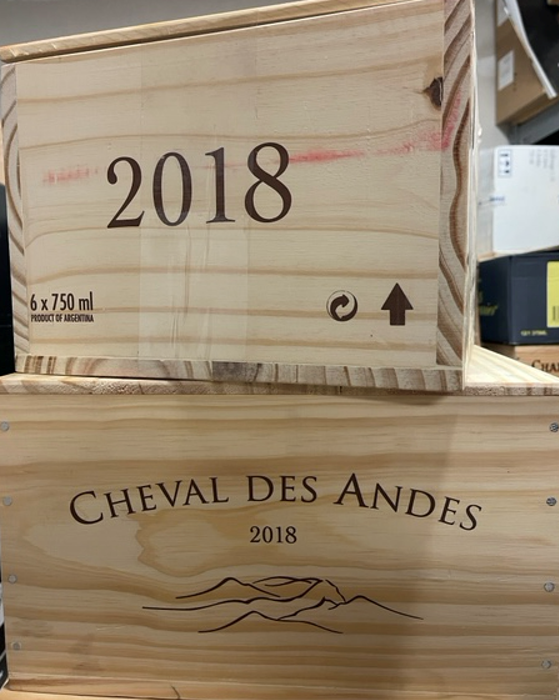 2018
6 x 750 ml
PRODUCT OF ARGENTINA
CHEVAL DES ANDES
2018